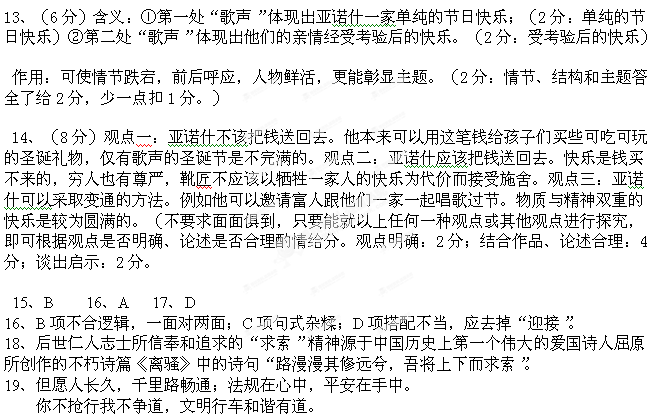 13、（6分）含义：①第一处“歌声 ”体现出亚诺什一家单纯的节日快乐；（2分：单纯的节
日快乐）②第二处“歌声 ”体现出他们的亲情经受考验后的快乐。（2分：受考验后的快乐）
作用：可使情节跌宕，前后呼应，人物鲜活，更能彰显主题。（2分：情节、结构和主题答
全了给2分，少一点扣1分。）
14、（8分）观点一：亚诺什不该把钱送回去。他本来可以用这笔钱给孩子们买些可吃可玩
的圣诞礼物，仅有歌声的圣诞节是不完满的。观点二：亚诺什应该把钱送回去。快乐是钱买
不来的，穷人也有尊严，靴匠不应该以牺牲一家人的快乐为代价而接受施舍。观点三：亚诺
什可以采取变通的方法。例如他可以邀请富人跟他们一家一起唱歌过节。物质与精神双重的
快乐是较为圆满的。（不要求面面俱到，只要能就以上任何一种观点或其他观点进行探究，
即可根据观点是否明确、论述是否合理酌情给分。观点明确：2分；结合作品、论述合理：4
分；谈出启示：2分。
15、B 16、A 17、D
16、B项不合逻辑，一面对两面；C项句式杂糅；D项搭配不当，应去掉“迎接 ”。
18、后世仁人志士所信奉和追求的“求索 ”精神源于中国历史上第一个伟大的爱国诗人屈原
所创作的不朽诗篇《离骚》中的诗句“路漫漫其修远兮，吾将上下而求索 ”。
19、但愿人长久，千里路畅通；法规在心中，平安在手中。
你不抢行我不争道，文明行车和谐有道。